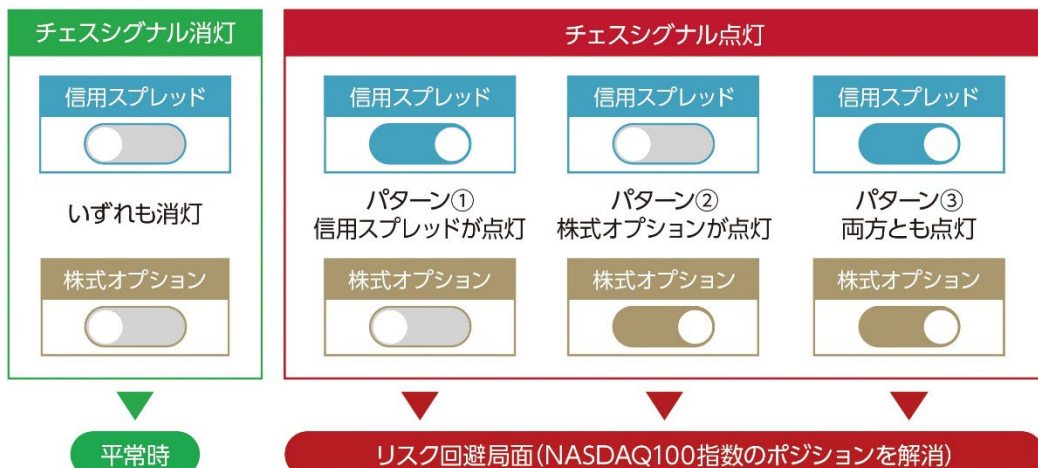 チェスシグナル消灯
信用スプレッド
いずれも消灯
株式オプション
平常時
チェスシグナル点灯
信用スプレッド
パターン①
信用スプレッドが点灯
株式オプション
信用スプレッド
パターン②
株式オプションが点灯
株式オプション
信用スプレッド
パターン③
両方とも点灯
株式オプション
リスク回避局面(NASDAQ100指数のポジションを解消)